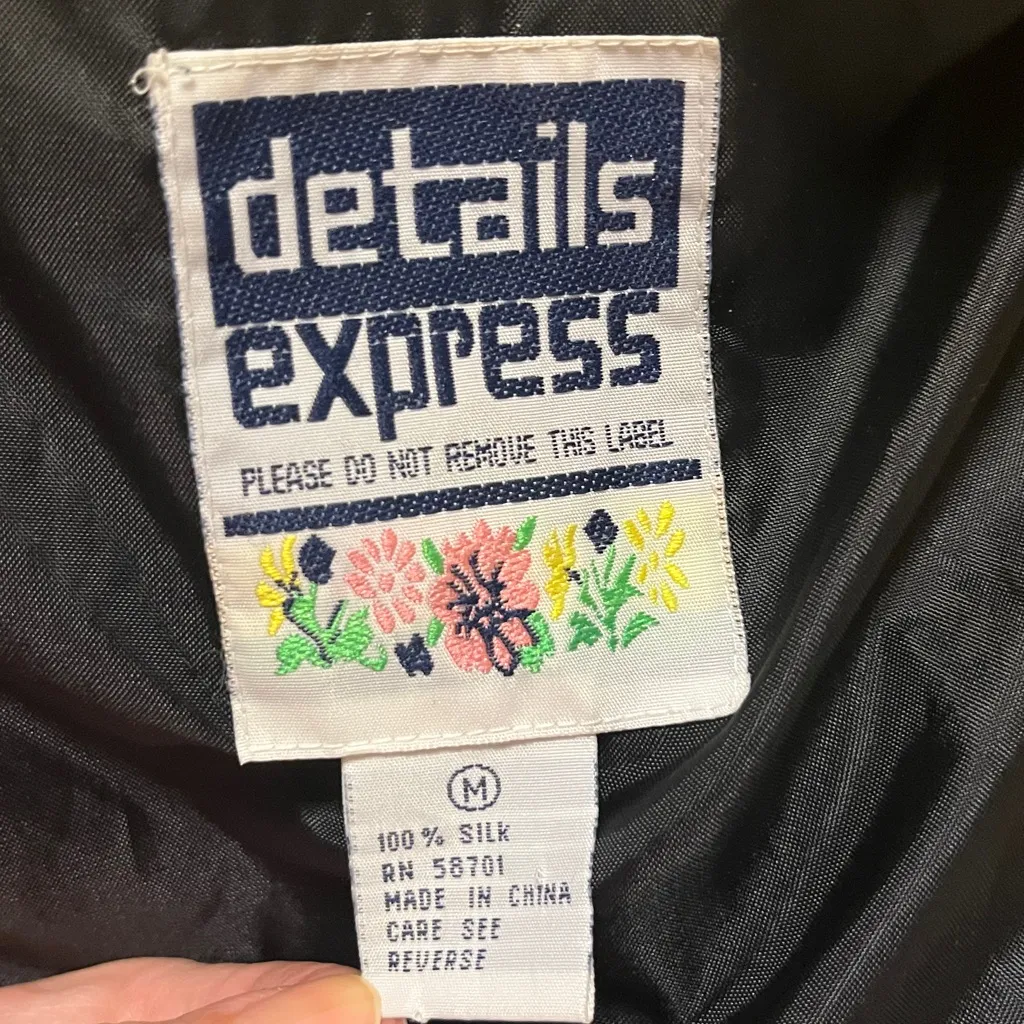 details
express
PLEASE DO NOT REMOVE THIS LABEL
M
100% SILK
RN 58701
MADE IN CHINA
CARE SEE
REVERSE